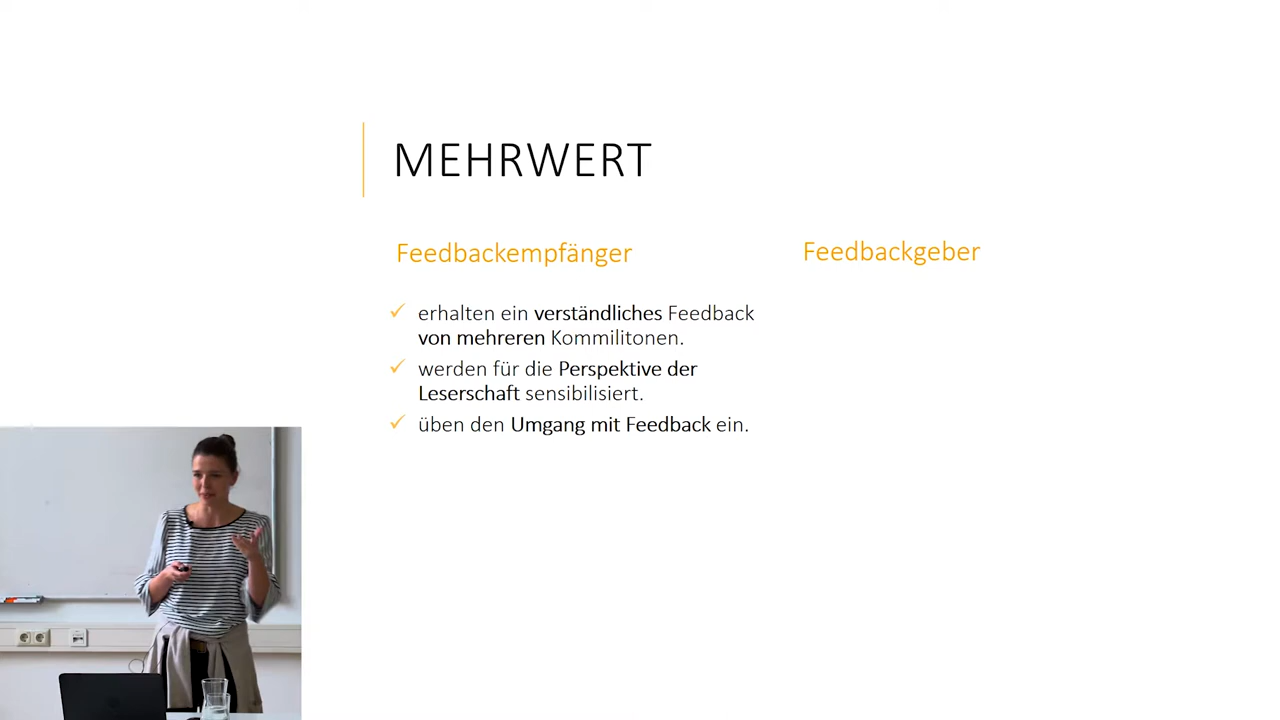 MEHRWERT
Feedbackempfänger
Feedbackgeber
✓ erhalten ein verständliches Feedback
von mehreren Kommilitonen.
✓ werden für die Perspektive der
Leserschaft sensibilisiert.
✓ üben den Umgang mit Feedback ein.